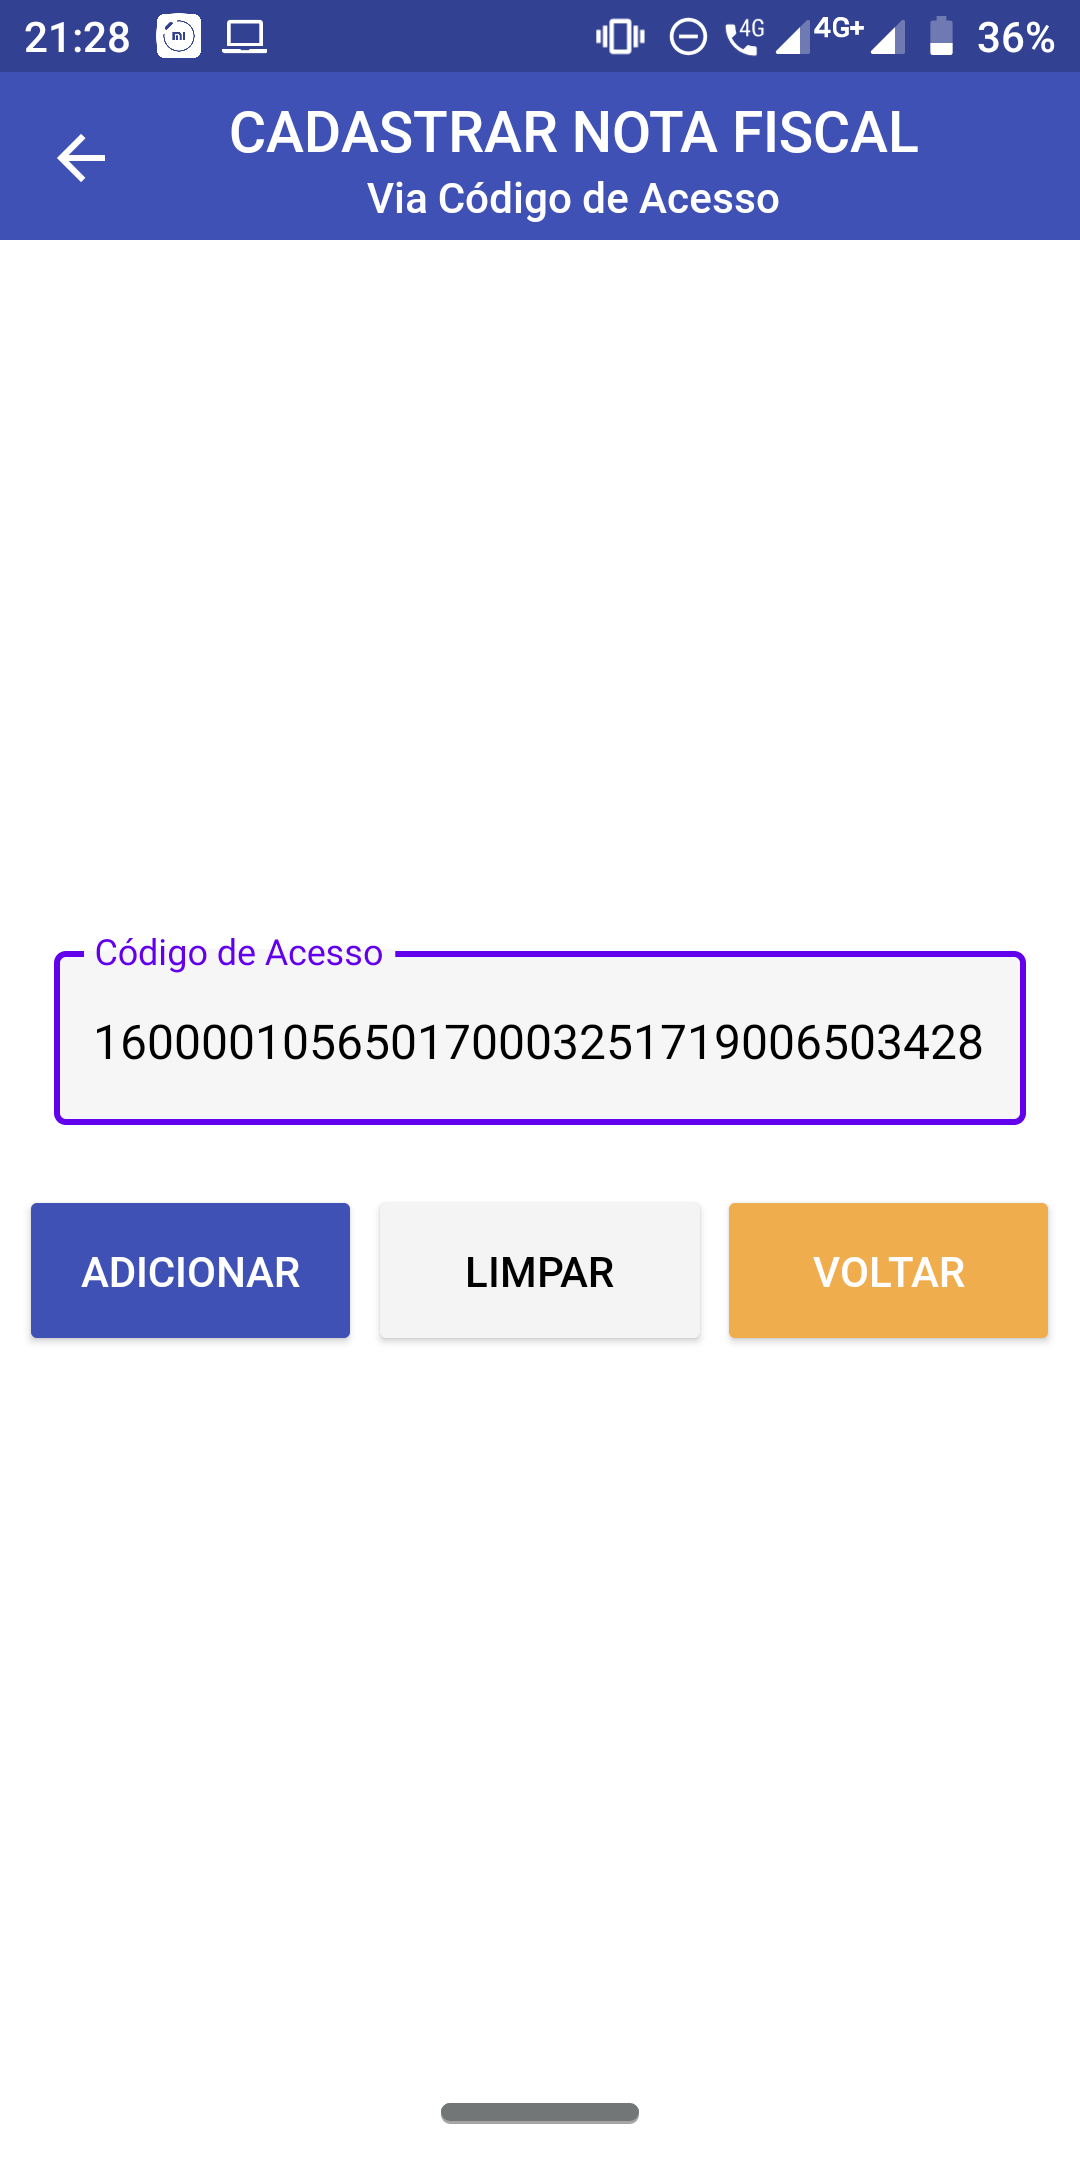 21:28
4G
4G+
36%
CADASTRAR NOTA FISCAL
Via Código de Acesso
Código de Acesso
160000105650170003251719006503428
ADICIONAR
LIMPAR
VOLTAR